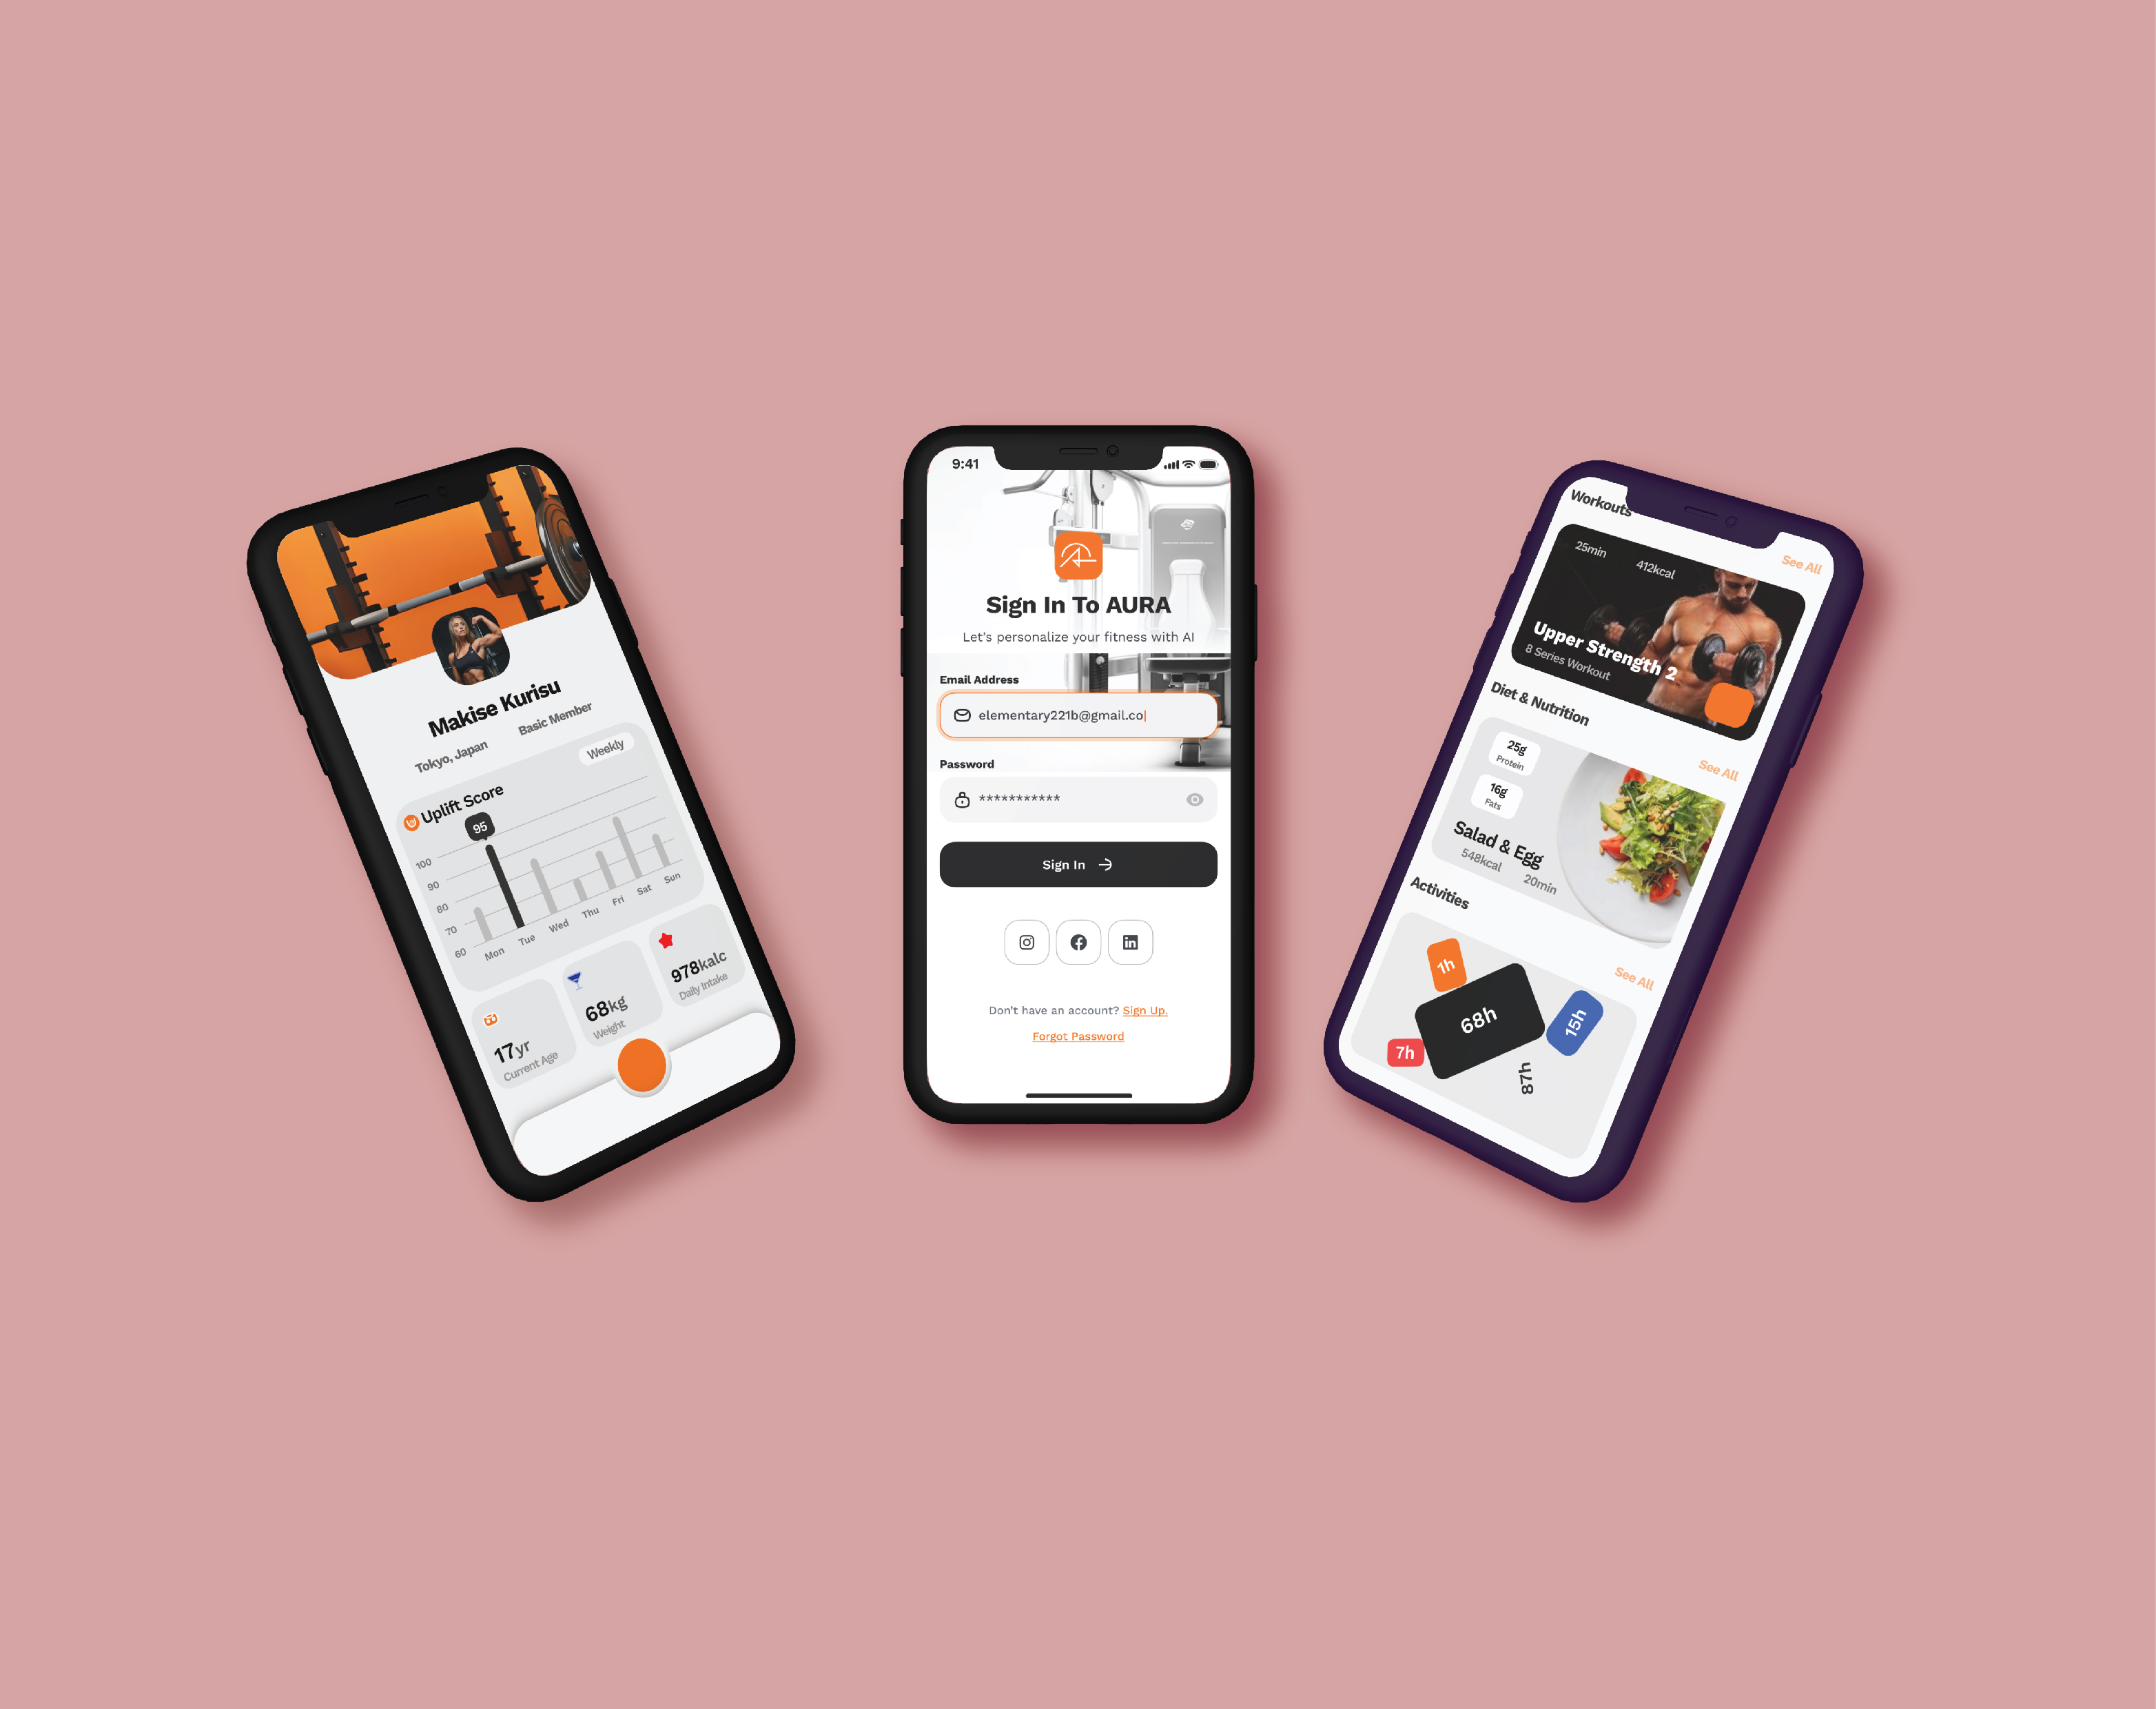 Makise Kurisu
Tokyo, Japan
Basic Member
Uplift Score
Weekly
95
100
90
80
70
60
Mon
Tue
Wed
Thu
Fri
Sat
Sun
17yr
Current Age
68kg
Weight
978kalc
Daily Intake
9:41
Sign In To AURA
Let's personalize your fitness with AI
Email Address
elementary221b@gmail.co
Password
***********
Sign In
in
Don't have an account? Sign Up.
Forgot Password
Workouts
See All
25min
412kcal
Upper Strength 2
8 Series Workout
Diet & Nutrition
See All
25g
Protein
16g
Fats
Salad & Egg
548kcal
20min
Activities
See All
1h
68h
15h
7h
87h